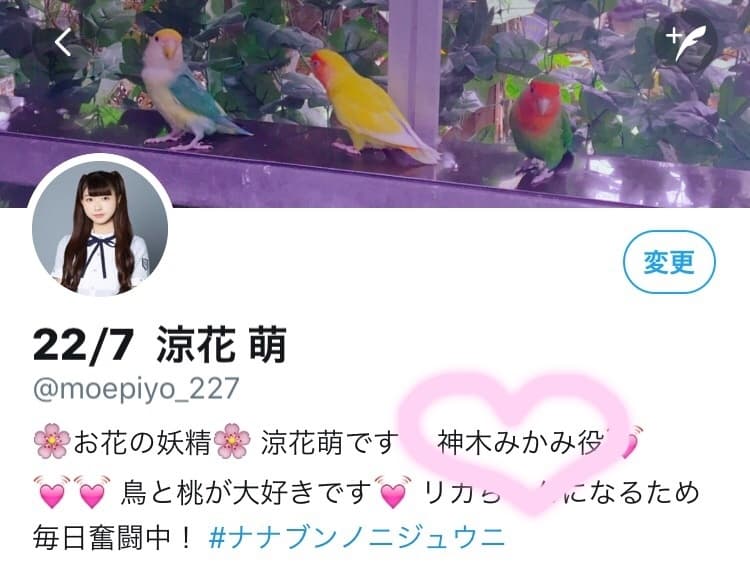 変更
22/7 涼花 萌
@moepiyo_227
🌸お花の妖精🌸 涼花萌です 神木みかみ役💓
💓💓 鳥と桃が大好きです💓 リカち になるため
毎日奮闘中！ #ナナブンノニジュウニ